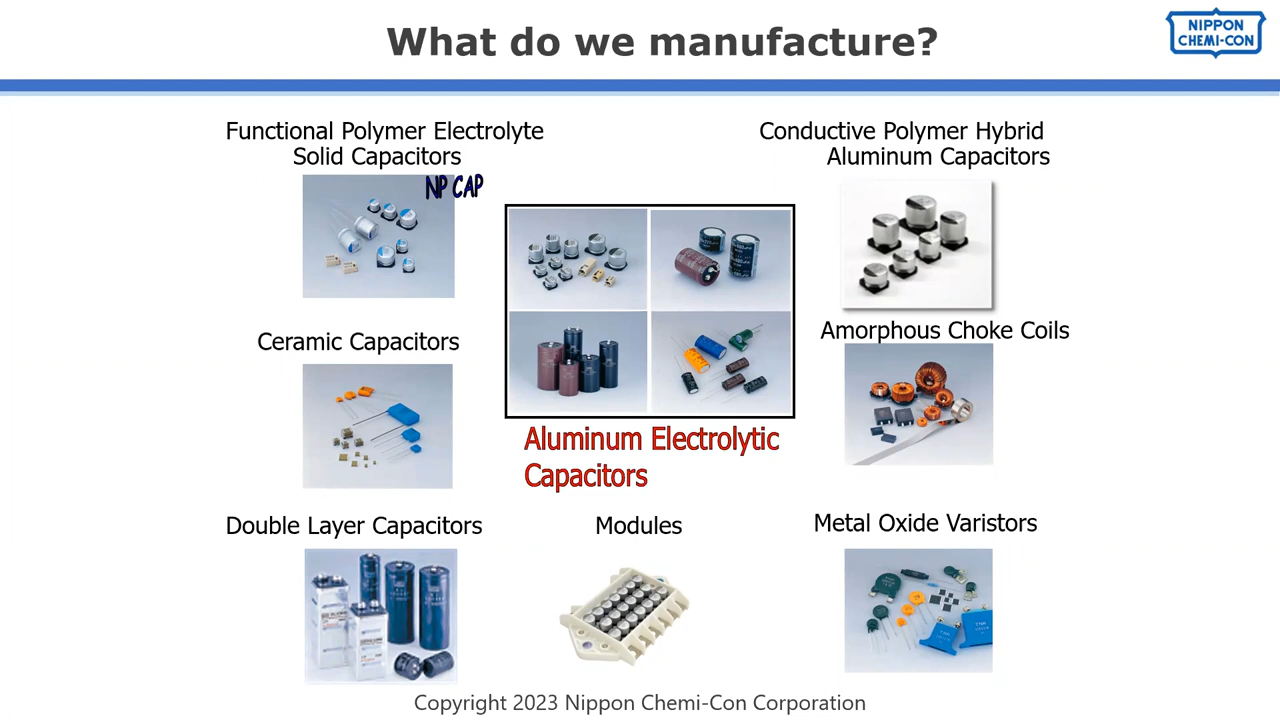 What do we manufacture?
NIPPON
CHEMI-CON
Functional Polymer Electrolyte
Solid Capacitors
NP CAP
Conductive Polymer Hybrid
Aluminum Capacitors
Ceramic Capacitors
Amorphous Choke Coils
Aluminum Electrolytic
Capacitors
Double Layer Capacitors
Modules
Metal Oxide Varistors
Copyright 2023 Nippon Chemi-Con Corporation